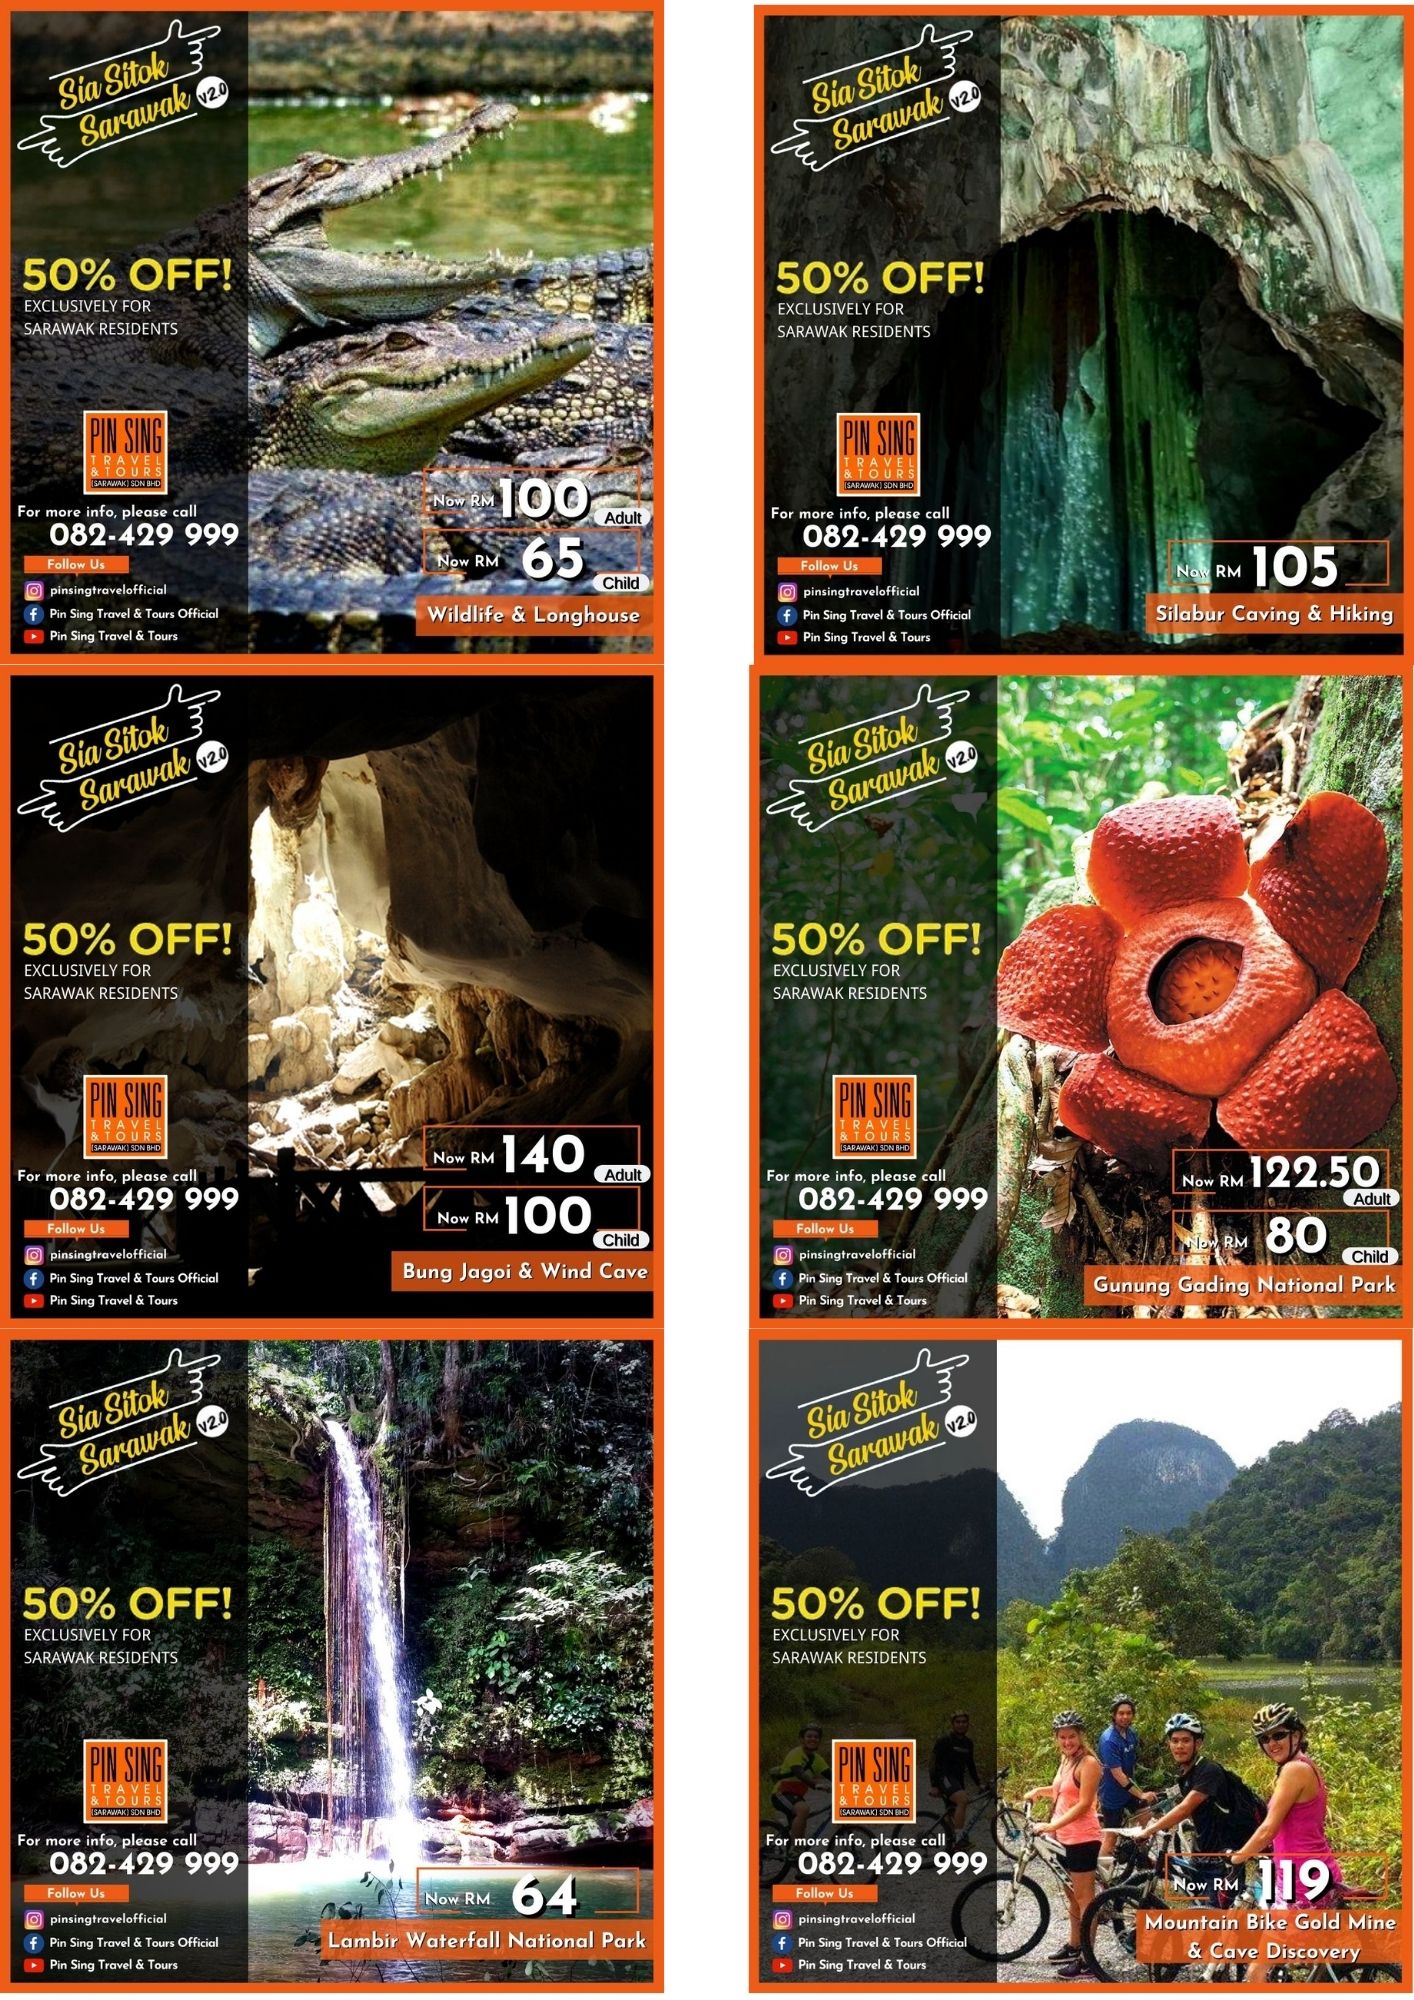 Sia Sitok
Sarawak v2.0
50% OFF!
EXCLUSIVELY FOR
SARAWAK RESIDENTS
PIN SING
TRAVEL
& TOURS
(SARAWAK) SDN BHD
For more info, please call
082-429 999
Follow Us
pinsingtravelofficial
Pin Sing Travel & Tours Official
Pin Sing Travel & Tours
Now RM 100
Adult
Now RM 65
Child
Wildlife & Longhouse
Sia Sitok
Sarawak v2.0
50% OFF!
EXCLUSIVELY FOR
SARAWAK RESIDENTS
PIN SING
TRAVEL
& TOURS
(SARAWAK) SDN BHD
For more info, please call
082-429 999
Follow Us
pinsingtravelofficial
Pin Sing Travel & Tours Official
Pin Sing Travel & Tours
Now RM 105
Silabur Caving & Hiking
Sia Sitok
Sarawak v2.0
50% OFF!
EXCLUSIVELY FOR
SARAWAK RESIDENTS
PIN SING
TRAVEL
& TOURS
(SARAWAK) SDN BHD
For more info, please call
082-429 999
Follow Us
pinsingtravelofficial
Pin Sing Travel & Tours Official
Pin Sing Travel & Tours
Now RM 140
Adult
Now RM 100
Child
Bung Jagoi & Wind Cave
Sia Sitok
Sarawak v2.0
50% OFF!
EXCLUSIVELY FOR
SARAWAK RESIDENTS
PIN SING
TRAVEL
& TOURS
(SARAWAK) SDN BHD
For more info, please call
082-429 999
Follow Us
pinsingtravelofficial
Pin Sing Travel & Tours Official
Pin Sing Travel & Tours
Now RM 122.50
Adult
Now RM 80
Child
Gunung Gading National Park
Sia Sitok
Sarawak v2.0
50% OFF!
EXCLUSIVELY FOR
SARAWAK RESIDENTS
PIN SING
TRAVEL
& TOURS
(SARAWAK) SDN BHD
For more info, please call
082-429 999
Follow Us
pinsingtravelofficial
Pin Sing Travel & Tours Official
Pin Sing Travel & Tours
Now RM 64
Lambir Waterfall National Park
Sia Sitok
Sarawak v2.0
50% OFF!
EXCLUSIVELY FOR
SARAWAK RESIDENTS
PIN SING
TRAVEL
& TOURS
(SARAWAK) SDN BHD
For more info, please call
082-429 999
Follow Us
pinsingtravelofficial
Pin Sing Travel & Tours Official
Pin Sing Travel & Tours
Now RM 119
Mountain Bike Gold Mine
& Cave Discovery